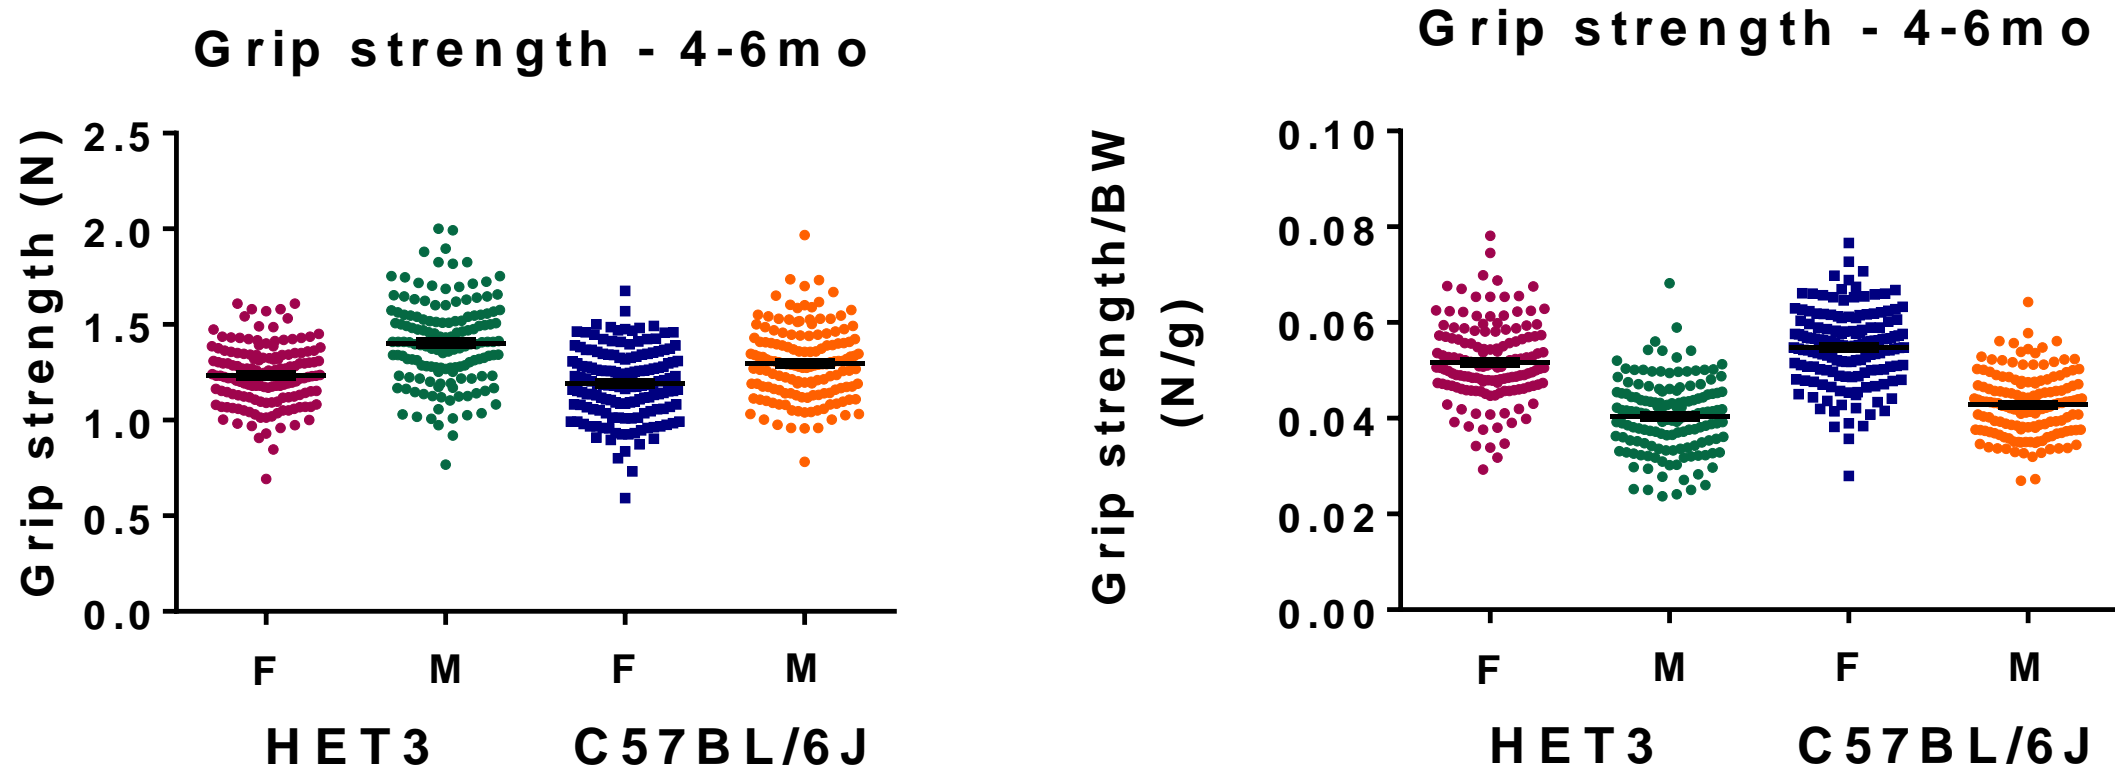 Grip strength - 4-6mo
Grip strength (N)
2.5
2.0
1.5
1.0
0.5
0.0
F M F M
HET3 C57BL/6J
Grip strength - 4-6mo
Grip strength/BW
(N/g)
0.10
0.08
0.06
0.04
0.02
0.00
F M F M
HET3 C57BL/6J